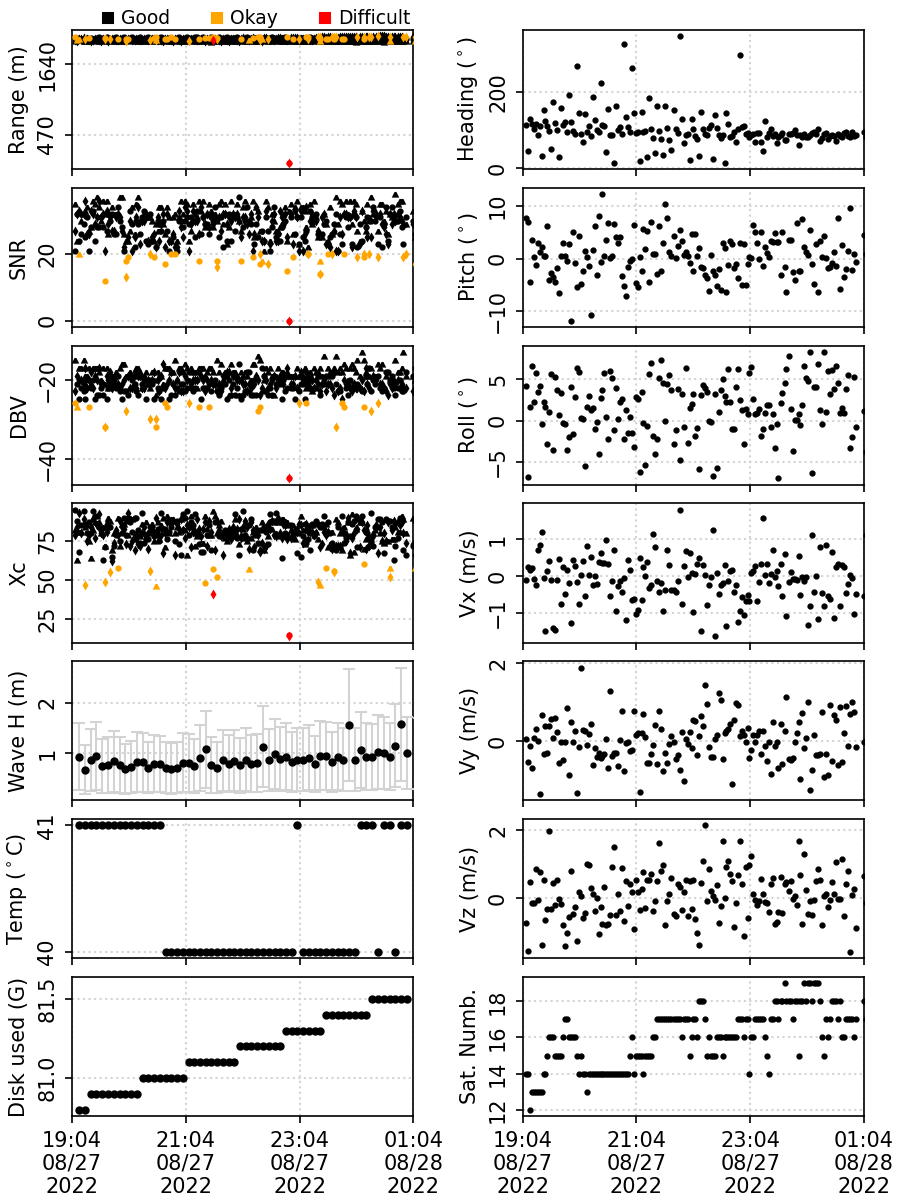 Good Okay Difficult
Range (m)
1640
470
Heading (°)
200
0
SNR
20
0
Pitch (°)
10
0
−10
DBV
−20
−40
Roll (°)
5
0
−5
Xc
75
50
25
Vx (m/s)
1
0
−1
Wave H (m)
2
1
Vy (m/s)
2
0
Temp (°C)
41
40
Vz (m/s)
2
0
Disk used (G)
81.5
81.0
Sat. Numb.
18
16
14
12
19:04 21:04 23:04 01:04
08/27 08/27 08/27 08/28
2022 2022 2022 2022
19:04 21:04 23:04 01:04
08/27 08/27 08/27 08/28
2022 2022 2022 2022